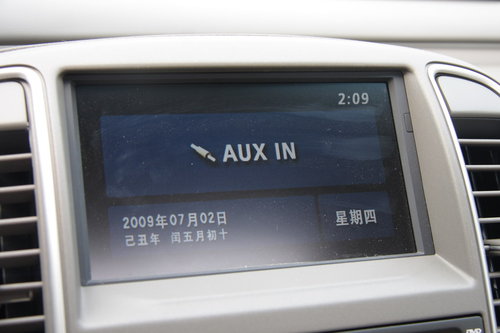 2:09
AUX IN
2009年07月02日
星期四
己丑年 闰五月初十